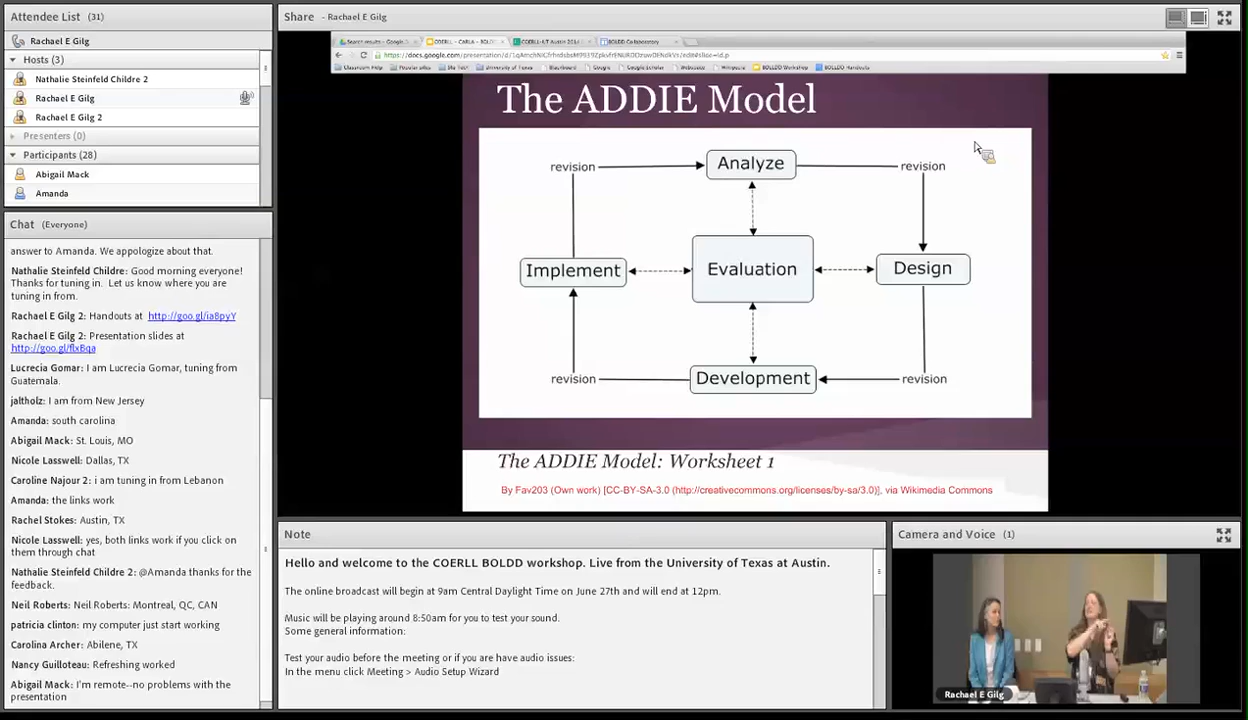 Attendee List (31)
Rachael E Gilg
Hosts (3)
Nathalie Steinfeld Childre 2
Rachael E Gilg
Rachael E Gilg 2
Presenters (0)
Participants (28)
Abigail Mack
Amanda
Chat (Everyone)
answer to Amanda. We appologize about that.
Nathalie Steinfeld Childre: Good morning everyone!
Thanks for tuning in. Let us know where you are
tuning in from.
Rachael E Gilg 2: Handouts at http://goo.gl/ia8pyY
Rachael E Gilg 2: Presentation slides at
http://goo.gl/flxBqa
Lucrecia Gomar: I am Lucrecia Gomar, tuning from
Guatemala.
jaltholz: I am from New Jersey
Amanda: south carolina
Abigail Mack: St. Louis, MO
Nicole Lasswell: Dallas, TX
Caroline Najour 2: i am tuning in from Lebanon
Amanda: the links work
Rachel Stokes: Austin, TX
Nicole Lasswell: yes, both links work if you click on
them through chat
Nathalie Steinfeld Childre 2: @Amanda thanks for the
feedback.
Neil Roberts: Neil Roberts: Montreal, QC, CAN
patricia clinton: my computer just start working
Carolina Archer: Abilene, TX
Nancy Guilloteau: Refreshing worked
Abigail Mack: I'm remote--no problems with the
presentation
Share - Rachael E Gilg
The ADDIE Model
revision
Analyze
revision
Implement
Evaluation
Design
revision
Development
revision
The ADDIE Model: Worksheet 1
By Fav203 (Own work) [CC-BY-SA-3.0 (http://creativecommons.org/licenses/by-sa/3.0)], via Wikimedia Commons
Note
Hello and welcome to the COERLL BOLDD workshop. Live from the University of Texas at Austin.
The online broadcast will begin at 9am Central Daylight Time on June 27th and will end at 12pm.
Music will be playing around 8:50am for you to test your sound.
Some general information:
Test your audio before the meeting or if you are have audio issues:
In the menu click Meeting > Audio Setup Wizard
Camera and Voice (1)
Rachael E Gilg